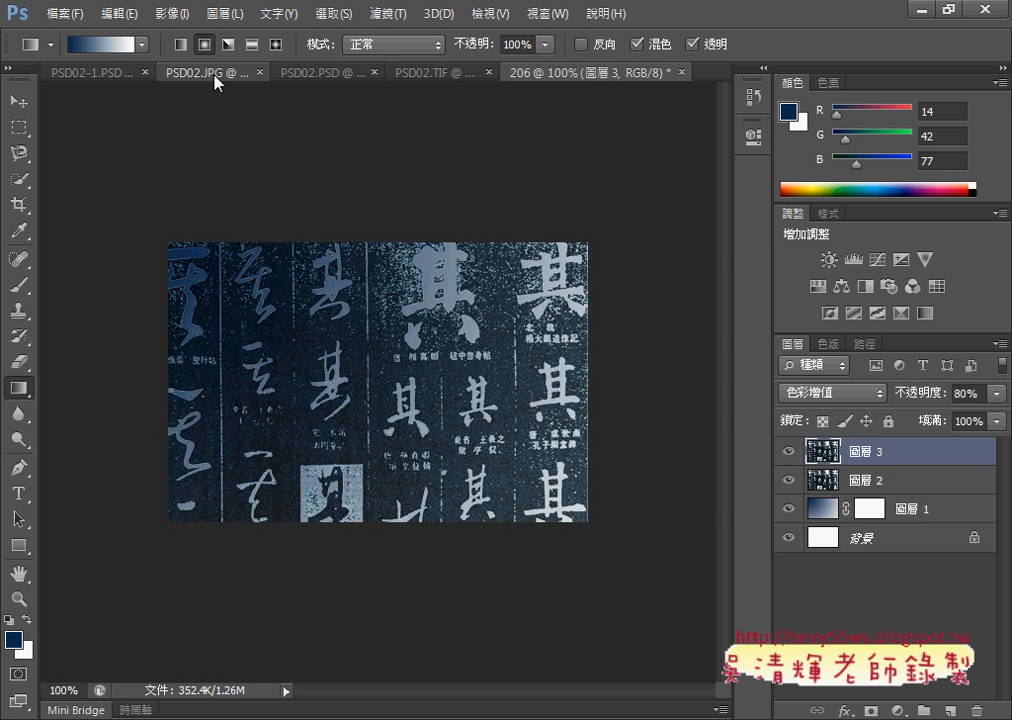 Ps 檔案(F) 編輯(E) 影像(I) 圖層(L) 文字(Y) 選取(S) 濾鏡(T) 3D(D) 檢視(V) 視窗(W) 說明(H)
模式: 正常 不透明: 100% 反向 混色 透明
PSD02-1.PSD ... × PSD02.JPG @ ... × PSD02.PSD @ ... × PSD02.TIF @ ... × 206 @ 100% (圖層 3, RGB/8) * ×
顏色 色票
R 14
G 42
B 77
調整 樣式
增加調整
圖層 色版 路徑
種類
色彩增值 不透明度: 80%
鎖定: 填滿: 100%
圖層 3
圖層 2
圖層 1
背景
其 其 其
其 其 其
http://terry55wu.blogspot.tw
吳清輝老師錄製
100% 文件: 352.4K/1.26M
Mini Bridge 時間軸